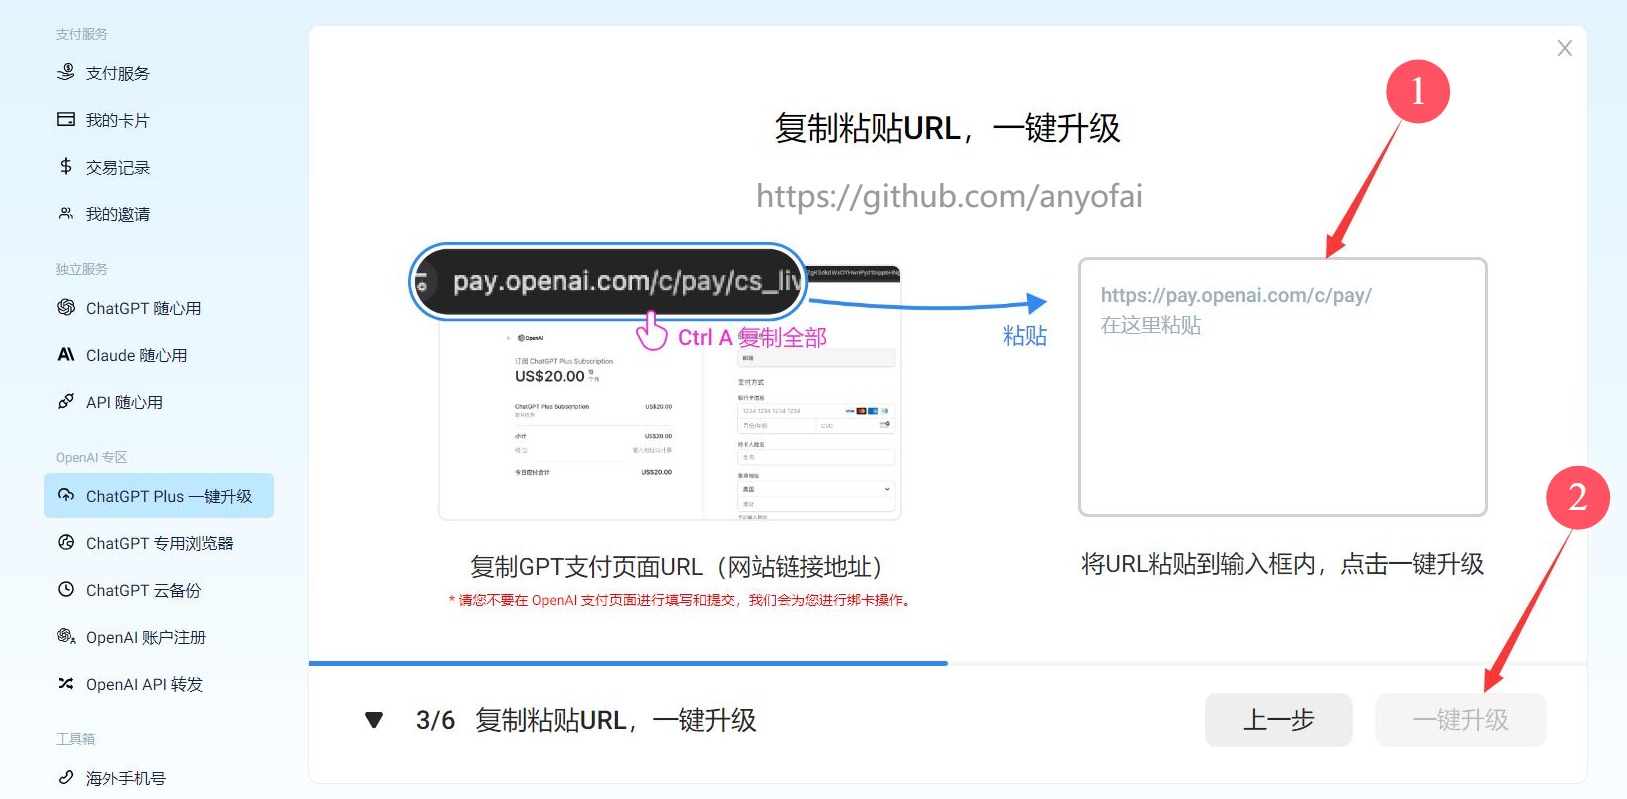 支付服务
支付服务
我的卡片
交易记录
我的邀请
独立服务
ChatGPT 随心用
Claude 随心用
API 随心用
OpenAI 专区
ChatGPT Plus 一键升级
ChatGPT 专用浏览器
ChatGPT 云备份
OpenAI 账户注册
OpenAI API 转发
工具箱
海外手机号
复制粘贴URL，一键升级
https://github.com/anyofai
1
pay.openai.com/c/pay/cs_liv
Ctrl A 复制全部
粘贴
OpenAI
订阅 ChatGPT Plus Subscription
US$20.00 每个月
ChatGPT Plus Subscription US$20.00
小计 US$20.00
今日应付合计 US$20.00
邮箱
支付方式
银行卡信息
1234 1234 1234 1234
VISA
月份/年份 CVC
持卡人姓名
全名
美国
地址
https://pay.openai.com/c/pay/
在这里粘贴
2
复制GPT支付页面URL（网站链接地址）
* 请您不要在 OpenAI 支付页面进行填写和提交，我们会为您进行绑卡操作。
将URL粘贴到输入框内，点击一键升级
3/6 复制粘贴URL，一键升级
上一步
一键升级